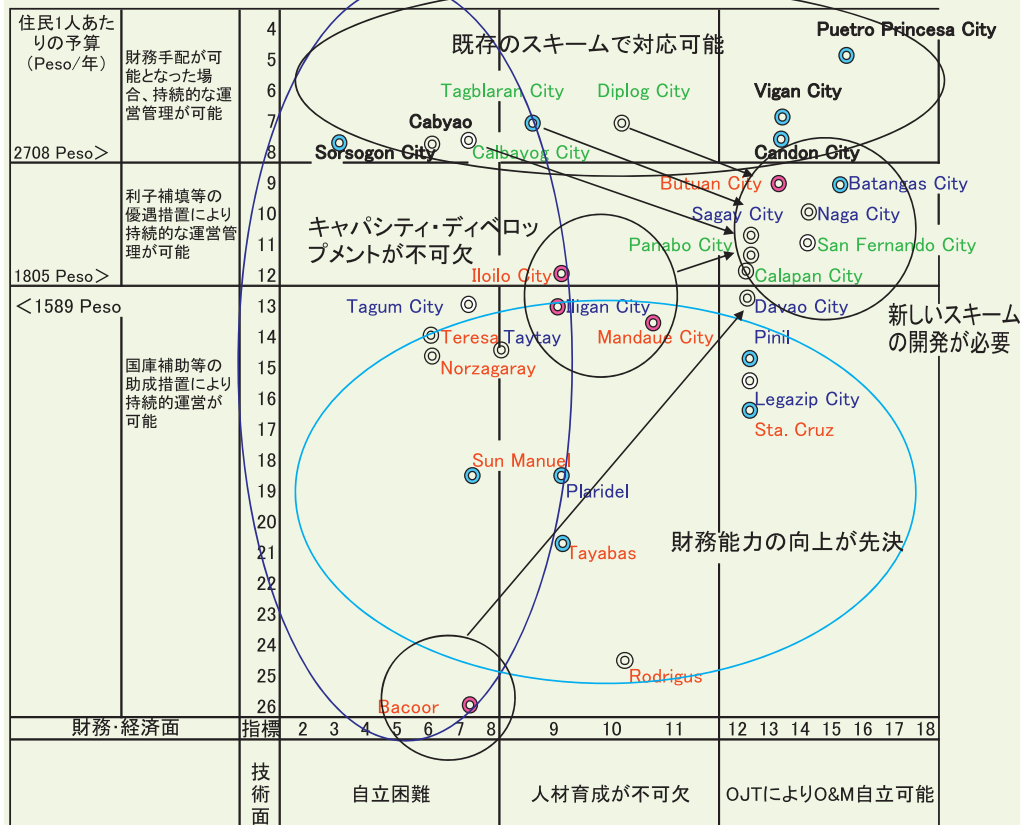 住民1人あた
りの予算
(Peso/年)
財務手配が可
能となった場
合、持続的な運
営管理が可能
2708 Peso>
利子補填等の
優遇措置により
持続的な運営管
理が可能
1805 Peso>
<1589 Peso
国庫補助等の
助成措置により
持続的運営が
可能
4
5
6
7
8
9
10
11
12
13
14
15
16
17
18
19
20
21
22
23
24
25
26
既存のスキームで対応可能
Puetro Princesa City
Tagblaran City
Diplog City
Vigan City
Cabyao
Sorsogon City
Calbayog City
Candon City
Butuan City
Batangas City
Sagay City
Naga City
キャパシティ・ディベロッ
プメントが不可欠
Panabo City
San Fernando City
Iloilo City
Calapan City
Tagum City
Iligan City
Davao City
新しいスキーム
の開発が必要
Teresa
Taytay
Mandaue City
Pinil
Norzagaray
Legazip City
Sta. Cruz
Sun Manuel
Plaridel
財務能力の向上が先決
Tayabas
Rodrigus
Bacoor
財務・経済面
指標
2 3 4 5 6 7 8 9 10 11 12 13 14 15 16 17 18
技
術
面
自立困難
人材育成が不可欠
OJTによりO&M自立可能